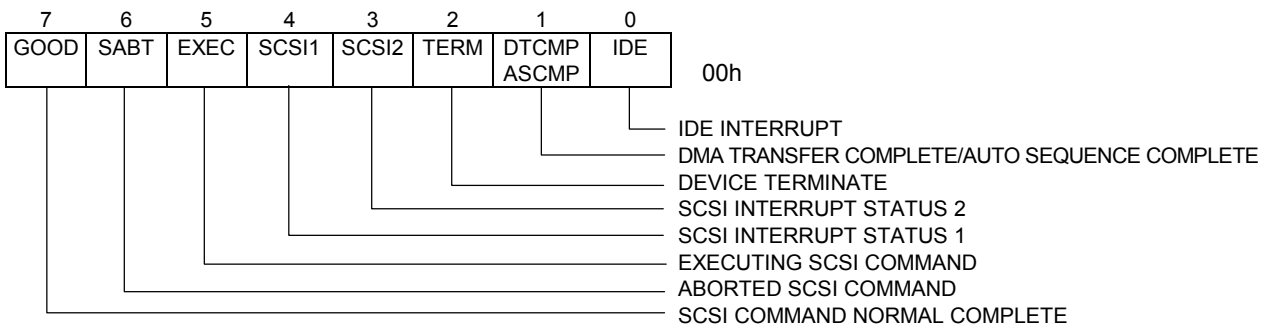 7 6 5 4 3 2 1 0
GOOD SABT EXEC SCSI1 SCSI2 TERM DTCMP IDE
ASCMP
00h
IDE INTERRUPT
DMA TRANSFER COMPLETE/AUTO SEQUENCE COMPLETE
DEVICE TERMINATE
SCSI INTERRUPT STATUS 2
SCSI INTERRUPT STATUS 1
EXECUTING SCSI COMMAND
ABORTED SCSI COMMAND
SCSI COMMAND NORMAL COMPLETE